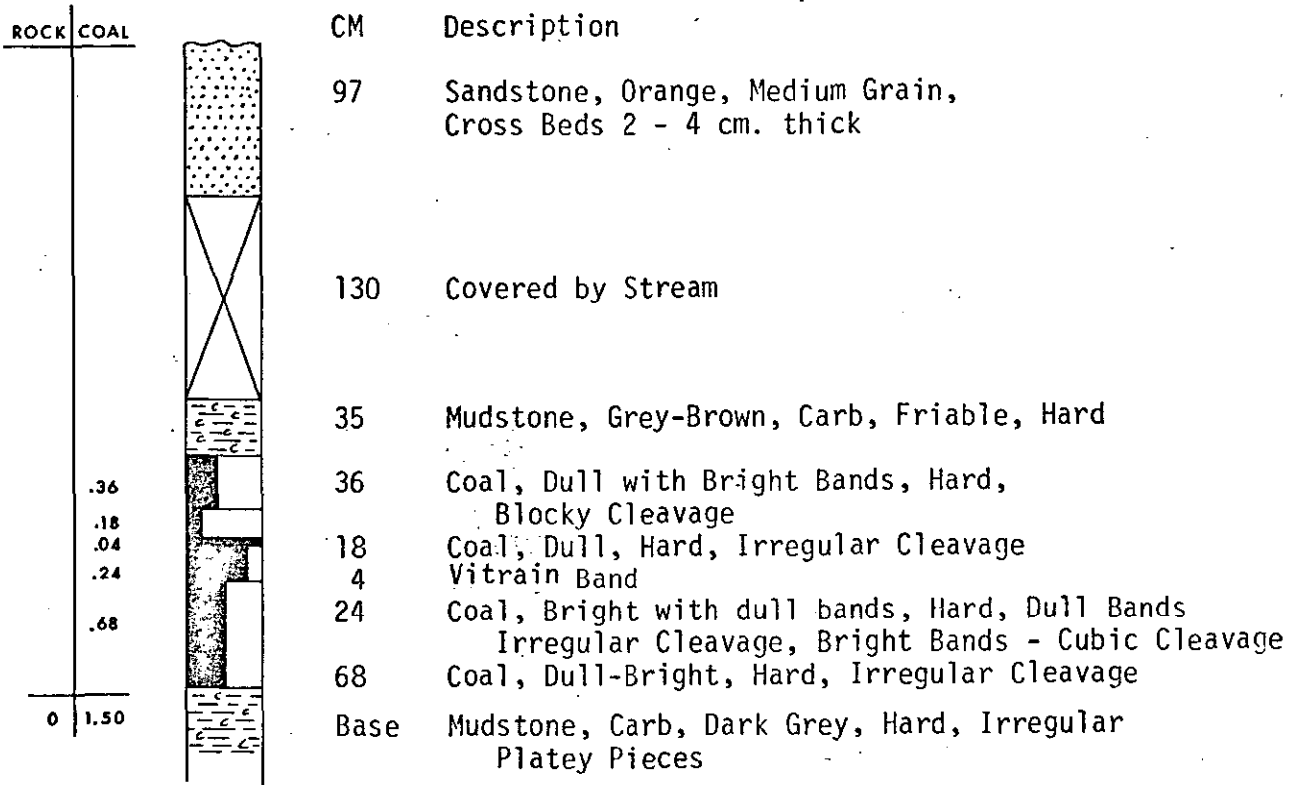 ROCK COAL CM Description
97 Sandstone, Orange, Medium Grain,
Cross Beds 2 - 4 cm. thick
130 Covered by Stream
35 Mudstone, Grey-Brown, Carb, Friable, Hard
.36 36 Coal, Dull with Bright Bands, Hard,
Blocky Cleavage
.18 18 Coal, Dull, Hard, Irregular Cleavage
.04 4 Vitrain Band
.24 24 Coal, Bright with dull bands, Hard, Dull Bands
Irregular Cleavage, Bright Bands - Cubic Cleavage
.68 68 Coal, Dull-Bright, Hard, Irregular Cleavage
0 1.50 Base Mudstone, Carb, Dark Grey, Hard, Irregular
Platey Pieces